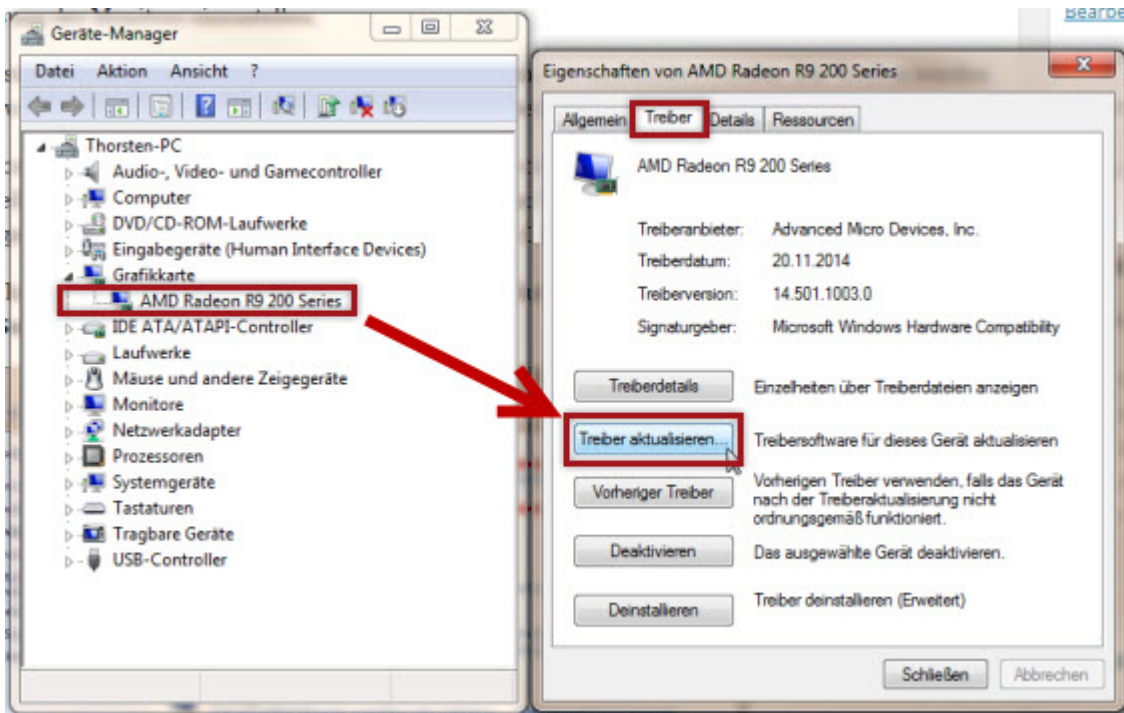 Bearbe
Geräte-Manager
Datei Aktion Ansicht ?
Thorsten-PC
Audio-, Video- und Gamecontroller
Computer
DVD/CD-ROM-Laufwerke
Eingabegeräte (Human Interface Devices)
Grafikkarte
AMD Radeon R9 200 Series
IDE ATA/ATAPI-Controller
Laufwerke
Mäuse und andere Zeigegeräte
Monitore
Netzwerkadapter
Prozessoren
Systemgeräte
Tastaturen
Tragbare Geräte
USB-Controller
Eigenschaften von AMD Radeon R9 200 Series
Allgemein Treiber Details Ressourcen
AMD Radeon R9 200 Series
Treiberanbieter: Advanced Micro Devices, Inc.
Treiberdatum: 20.11.2014
Treiberversion: 14.501.1003.0
Signaturgeber: Microsoft Windows Hardware Compatibility
Treiberdetails Einzelheiten über Treiberdateien anzeigen
Treiber aktualisieren... Treibersoftware für dieses Gerät aktualisieren
Vorheriger Treiber Vorherigen Treiber verwenden, falls das Gerät
nach der Treiberaktualisierung nicht
ordnungsgemäß funktioniert.
Deaktivieren Das ausgewählte Gerät deaktivieren.
Deinstallieren Treiber deinstallieren (Erweitert)
Schließen Abbrechen